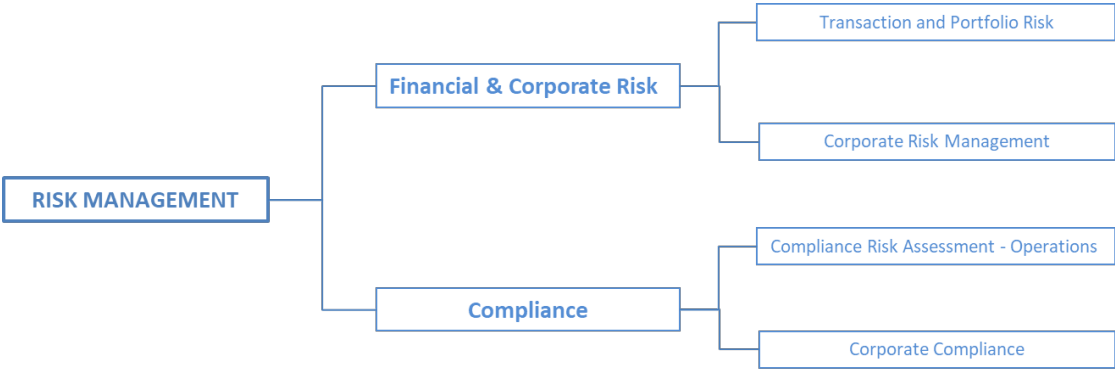 RISK MANAGEMENT
Financial & Corporate Risk
Transaction and Portfolio Risk
Corporate Risk Management
Compliance
Compliance Risk Assessment - Operations
Corporate Compliance